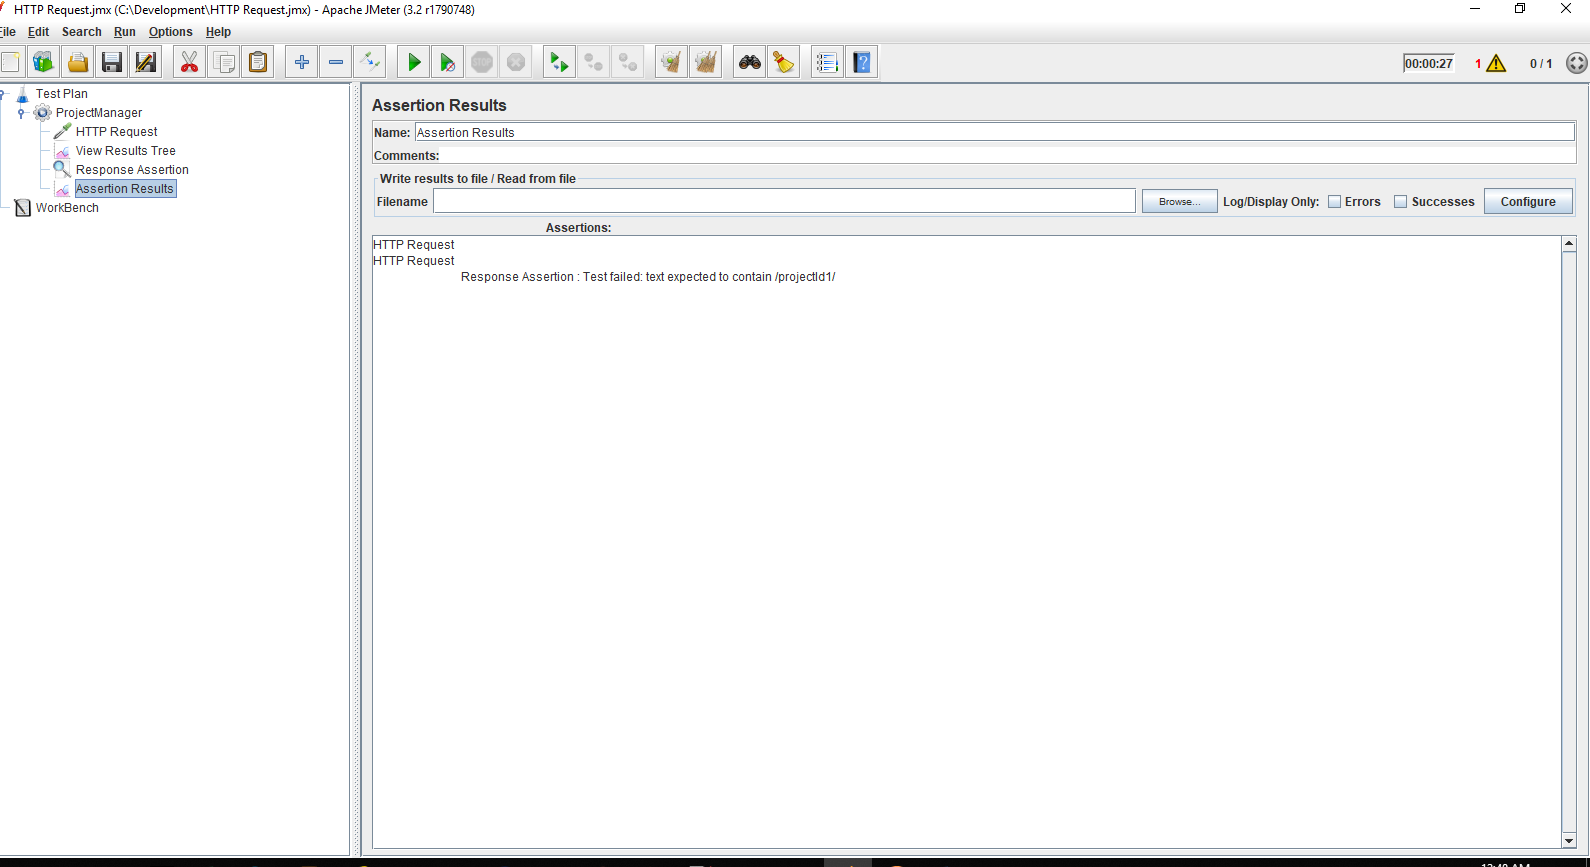 HTTP Request.jmx (C:\Development\HTTP Request.jmx) - Apache JMeter (3.2 r1790748)
File Edit Search Run Options Help
STOP
00:00:27 1 0 / 1
Test Plan
ProjectManager
HTTP Request
View Results Tree
Response Assertion
Assertion Results
WorkBench
Assertion Results
Name: Assertion Results
Comments:
Write results to file / Read from file
Filename Browse... Log/Display Only: Errors Successes Configure
Assertions:
HTTP Request
HTTP Request
Response Assertion : Test failed: text expected to contain /projectId1/